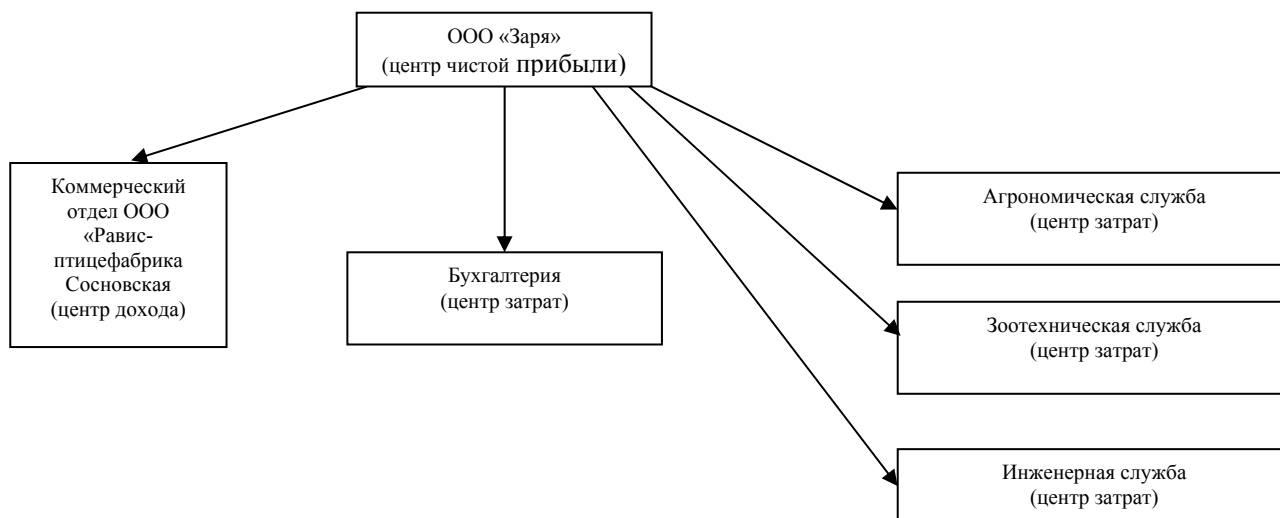 ООО «Заря»
(центр чистой прибыли)
Коммерческий
отдел ООО
«Равис-
птицефабрика
Сосновская
(центр дохода)
Бухгалтерия
(центр затрат)
Агрономическая служба
(центр затрат)
Зоотехническая служба
(центр затрат)
Инженерная служба
(центр затрат)